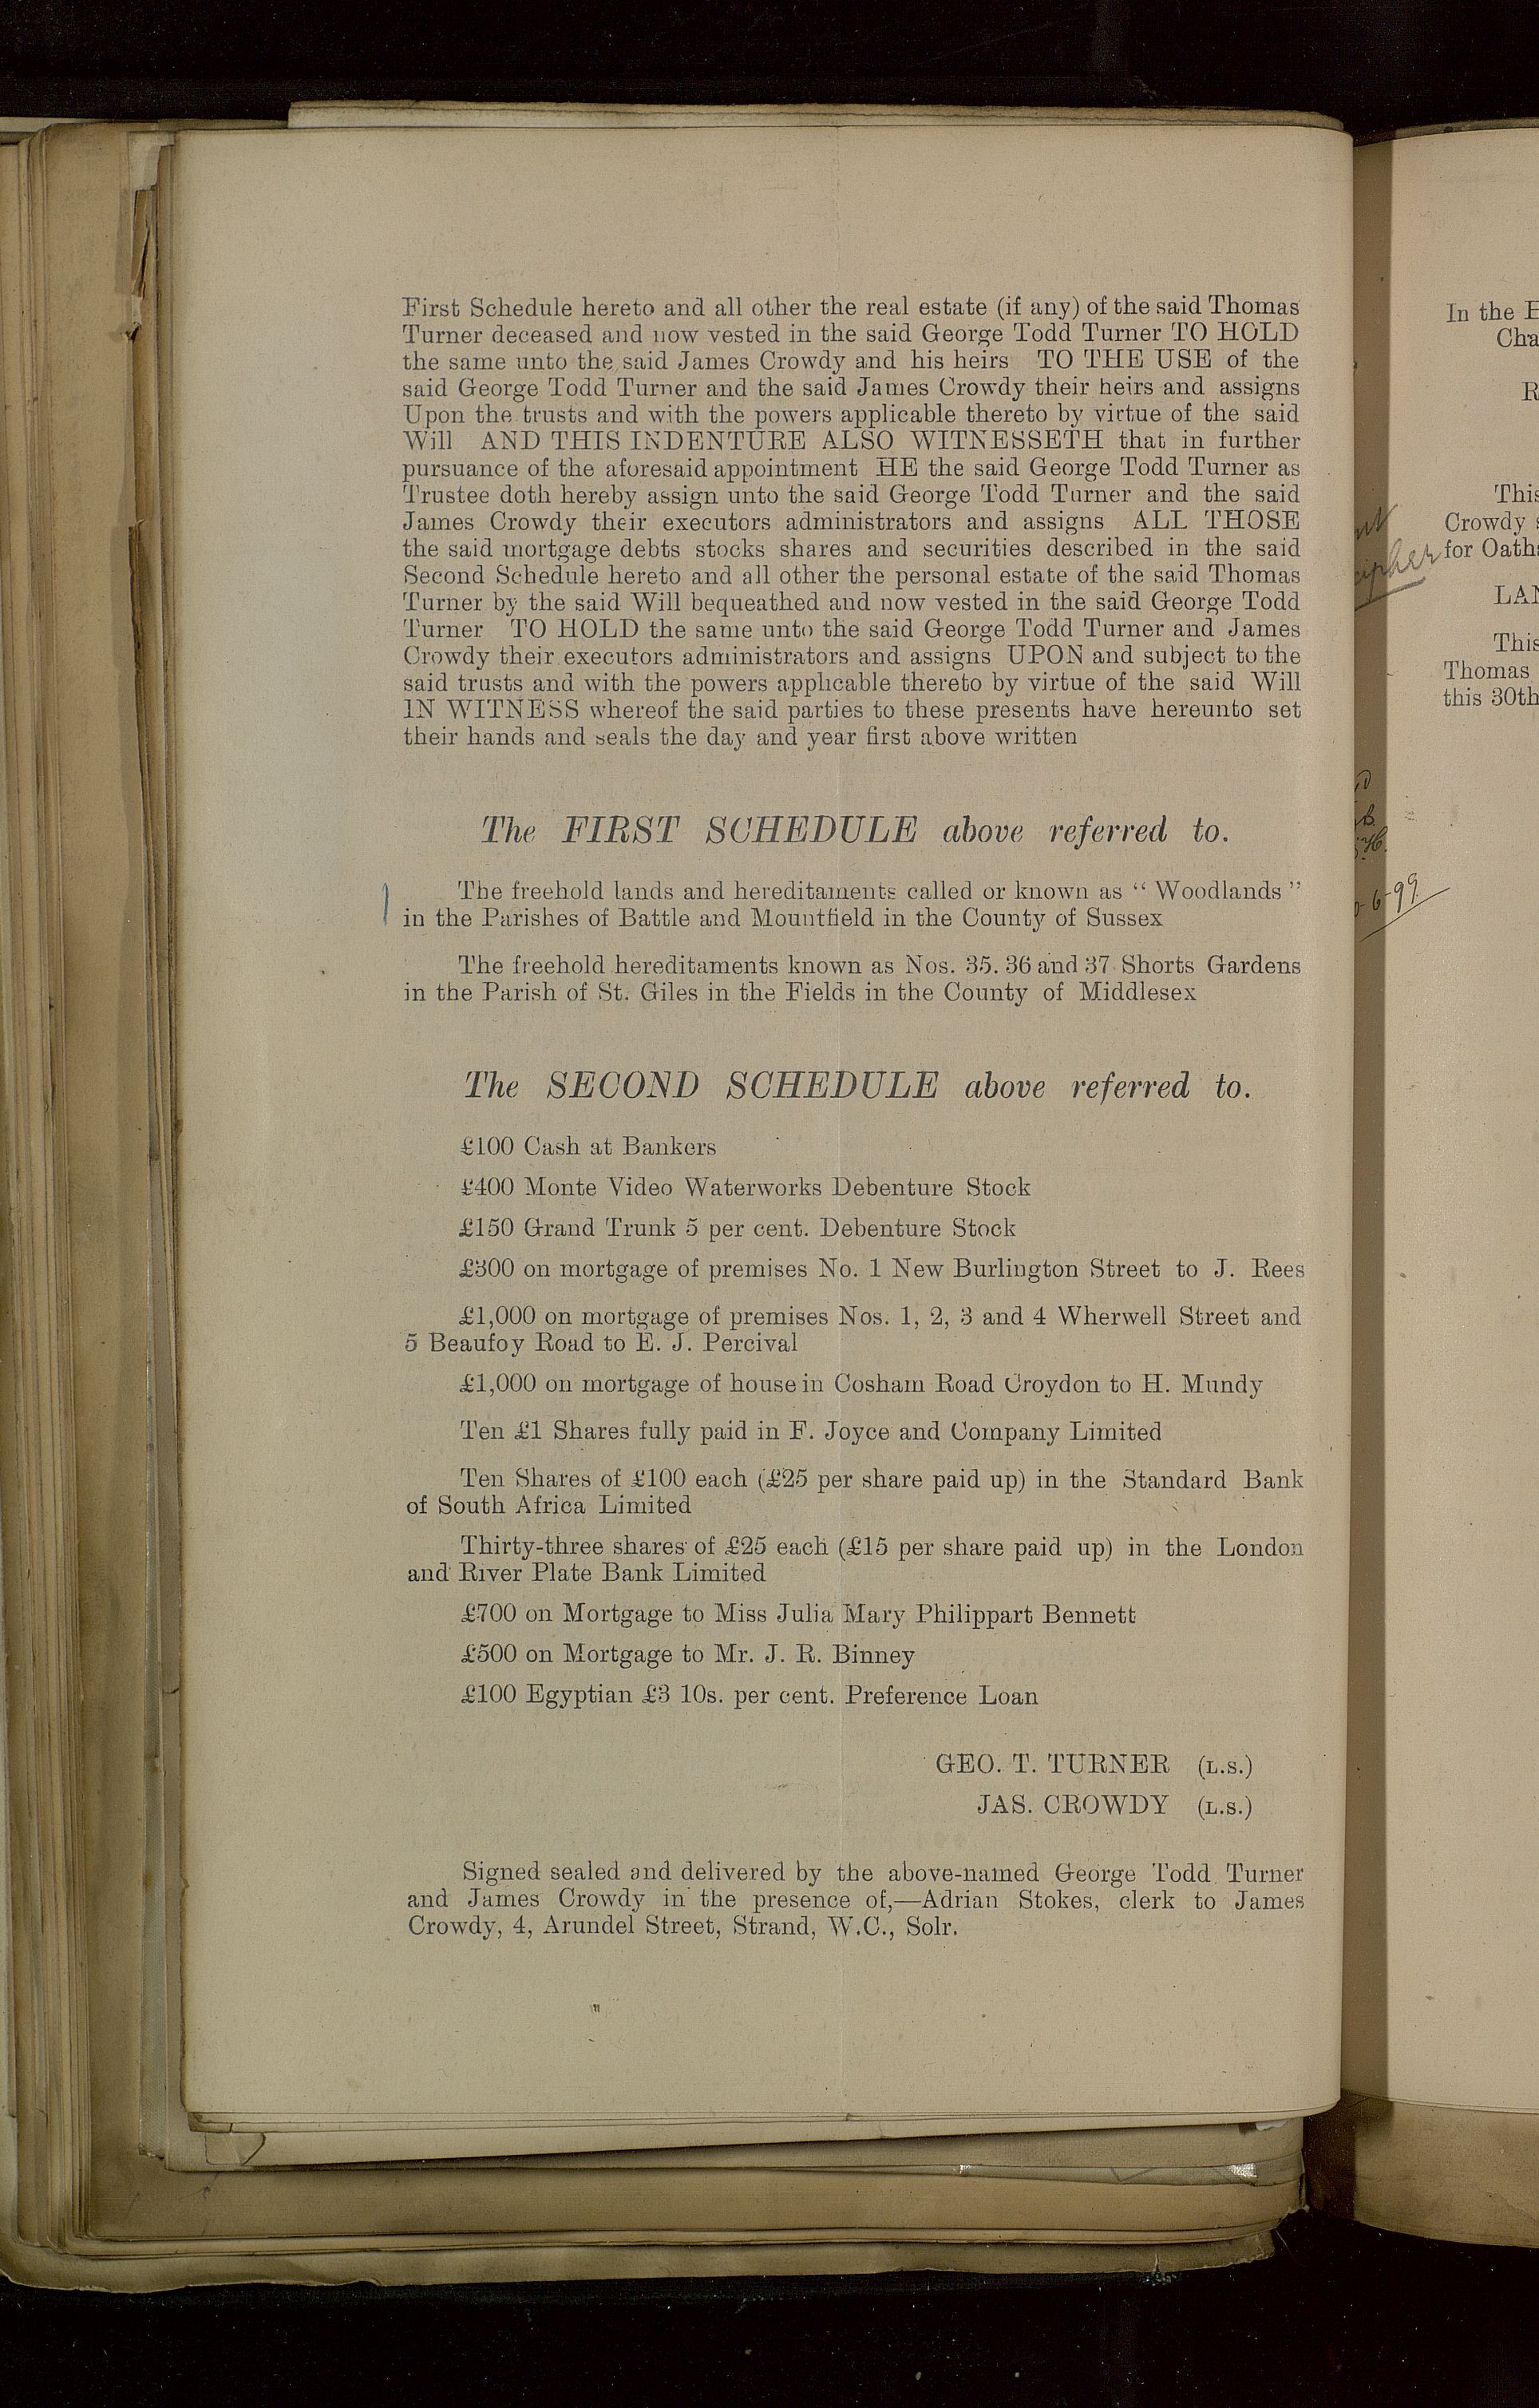 First Schedule hereto and all other the real estate (if any) of the said Thomas
Turner deceased and now vested in the said George Todd Turner TO HOLD
the same unto the said James Crowdy and his heirs TO THE USE of the
said George Todd Turner and the said James Crowdy their heirs and assigns
Upon the trusts and with the powers applicable thereto by virtue of the said
Will AND THIS INDENTURE ALSO WITNESSETH that in further
pursuance of the aforesaid appointment HE the said George Todd Turner as
Trustee doth hereby assign unto the said George Todd Turner and the said
James Crowdy their executors administrators and assigns ALL THOSE
the said mortgage debts stocks shares and securities described in the said
Second Schedule hereto and all other the personal estate of the said Thomas
Turner by the said Will bequeathed and now vested in the said George Todd
Turner TO HOLD the same unto the said George Todd Turner and James
Crowdy their executors administrators and assigns UPON and subject to the
said trusts and with the powers applicable thereto by virtue of the said Will
IN WITNESS whereof the said parties to these presents have hereunto set
their hands and seals the day and year first above written
The FIRST SCHEDULE above referred to.
The freehold lands and hereditaments called or known as “ Woodlands ”
in the Parishes of Battle and Mountfield in the County of Sussex
The freehold hereditaments known as Nos. 35. 36 and 37 Shorts Gardens
in the Parish of St. Giles in the Fields in the County of Middlesex
The SECOND SCHEDULE above referred to.
£100 Cash at Bankers
£400 Monte Video Waterworks Debenture Stock
£150 Grand Trunk 5 per cent. Debenture Stock
£300 on mortgage of premises No. 1 New Burlington Street to J. Rees
£1,000 on mortgage of premises Nos. 1, 2, 3 and 4 Wherwell Street and
5 Beaufoy Road to E. J. Percival
£1,000 on mortgage of house in Cosham Road Croydon to H. Mundy
Ten £1 Shares fully paid in F. Joyce and Company Limited
Ten Shares of £100 each (£25 per share paid up) in the Standard Bank
of South Africa Limited
Thirty-three shares of £25 each (£15 per share paid up) in the London
and River Plate Bank Limited
£700 on Mortgage to Miss Julia Mary Philippart Bennett
£500 on Mortgage to Mr. J. R. Binney
£100 Egyptian £3 10s. per cent. Preference Loan
GEO. T. TURNER (L.S.)
JAS. CROWDY (L.S.)
Signed sealed and delivered by the above-named George Todd Turner
and James Crowdy in the presence of,—Adrian Stokes, clerk to James
Crowdy, 4, Arundel Street, Strand, W.C., Solr.
In the
This
Crowdy
for Oaths
This
Thomas
this 30th